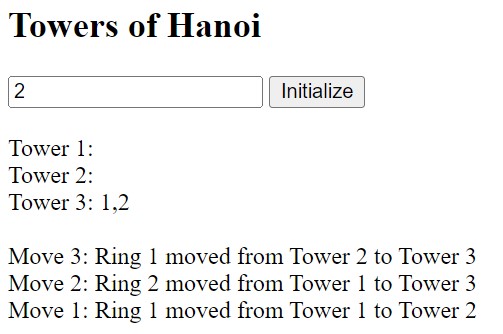 Towers of Hanoi
2 Initialize
Tower 1:
Tower 2:
Tower 3: 1,2
Move 3: Ring 1 moved from Tower 2 to Tower 3
Move 2: Ring 2 moved from Tower 1 to Tower 3
Move 1: Ring 1 moved from Tower 1 to Tower 2